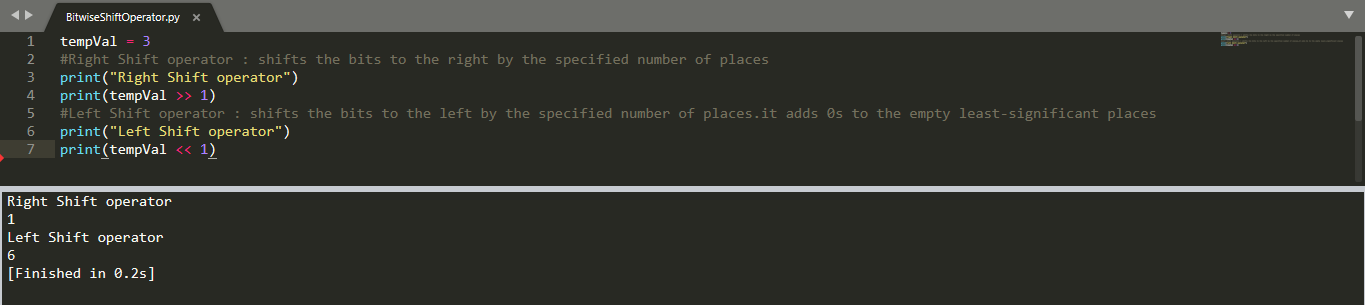 BitwiseShiftOperator.py ×
1 tempVal = 3
2 #Right Shift operator : shifts the bits to the right by the specified number of places
3 print("Right Shift operator")
4 print(tempVal >> 1)
5 #Left Shift operator : shifts the bits to the left by the specified number of places.it adds 0s to the empty least-significant places
6 print("Left Shift operator")
7 print(tempVal << 1)
Right Shift operator
1
Left Shift operator
6
[Finished in 0.2s]